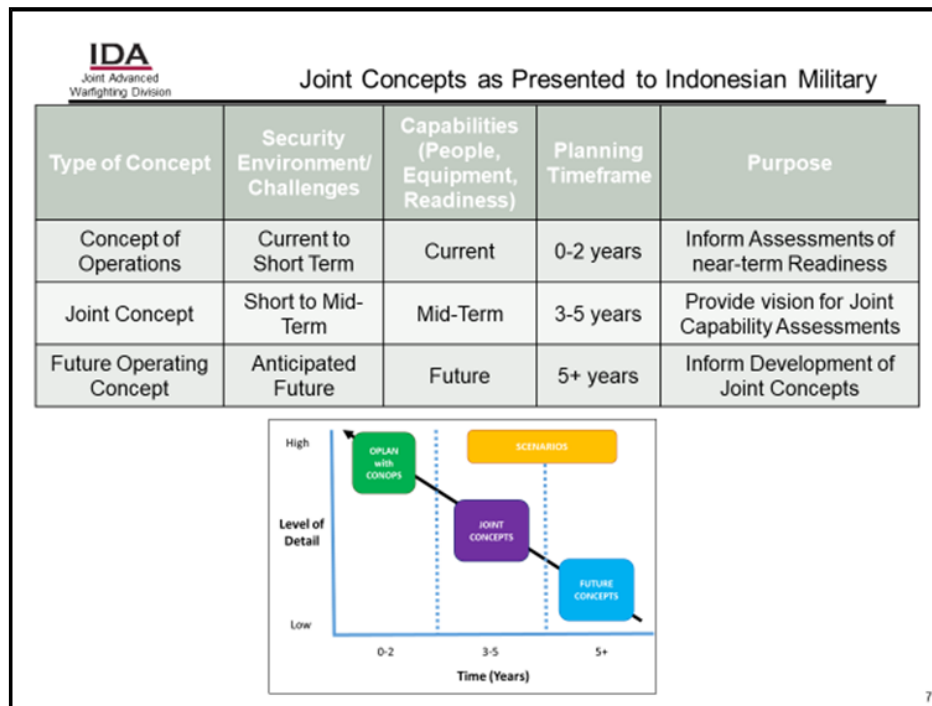 IDA
Joint Advanced
Warfighting Division
Joint Concepts as Presented to Indonesian Military
Type of Concept
Security
Environment/
Challenges
Capabilities
(People,
Equipment,
Readiness)
Planning
Timeframe
Purpose
Concept of
Operations
Current to
Short Term
Current
0-2 years
Inform Assessments of
near-term Readiness
Joint Concept
Short to Mid-
Term
Mid-Term
3-5 years
Provide vision for Joint
Capability Assessments
Future Operating
Concept
Anticipated
Future
Future
5+ years
Inform Development of
Joint Concepts
High
OPLAN
with
CONOPS
SCENARIOS
Level of
Detail
JOINT
CONCEPTS
FUTURE
CONCEPTS
Low
0-2
3-5
5+
Time (Years)
7